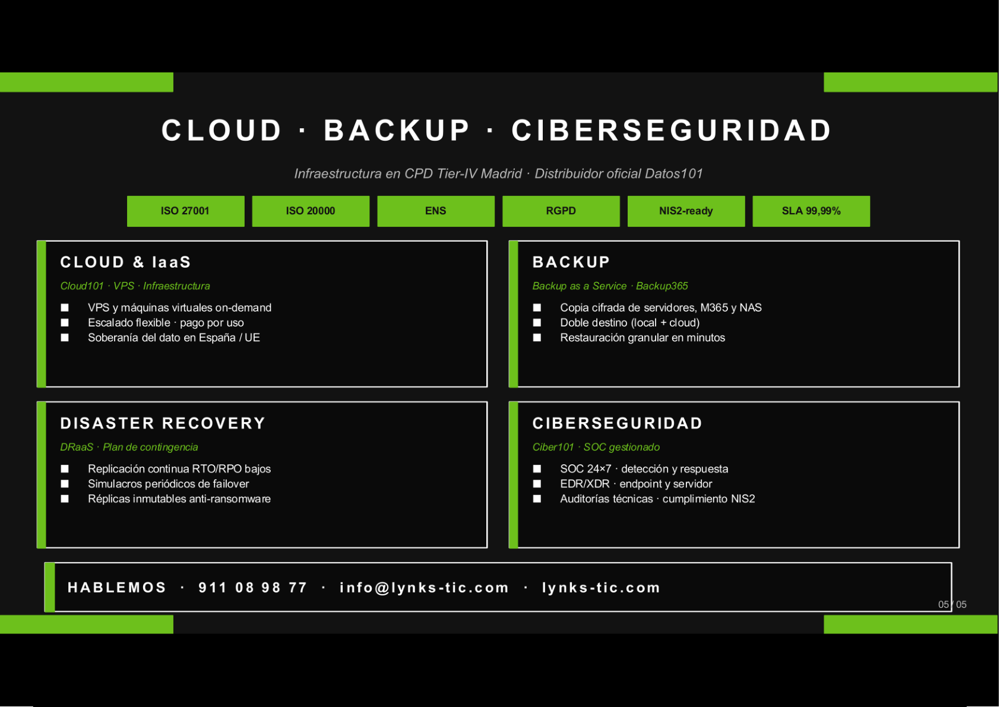 CLOUD · BACKUP · CIBERSEGURIDAD
Infraestructura en CPD Tier-IV Madrid · Distribuidor oficial Datos101
ISO 27001
ISO 20000
ENS
RGPD
NIS2-ready
SLA 99,99%
CLOUD & IaaS
Cloud101 · VPS · Infraestructura
VPS y máquinas virtuales on-demand
Escalado flexible · pago por uso
Soberanía del dato en España / UE
BACKUP
Backup as a Service · Backup365
Copia cifrada de servidores, M365 y NAS
Doble destino (local + cloud)
Restauración granular en minutos
DISASTER RECOVERY
DRaaS · Plan de contingencia
Replicación continua RTO/RPO bajos
Simulacros periódicos de failover
Réplicas inmutables anti-ransomware
CIBERSEGURIDAD
Ciber101 · SOC gestionado
SOC 24×7 · detección y respuesta
EDR/XDR · endpoint y servidor
Auditorías técnicas · cumplimiento NIS2
HABLEMOS · 911 08 98 77 · info@lynks-tic.com · lynks-tic.com
05 / 05